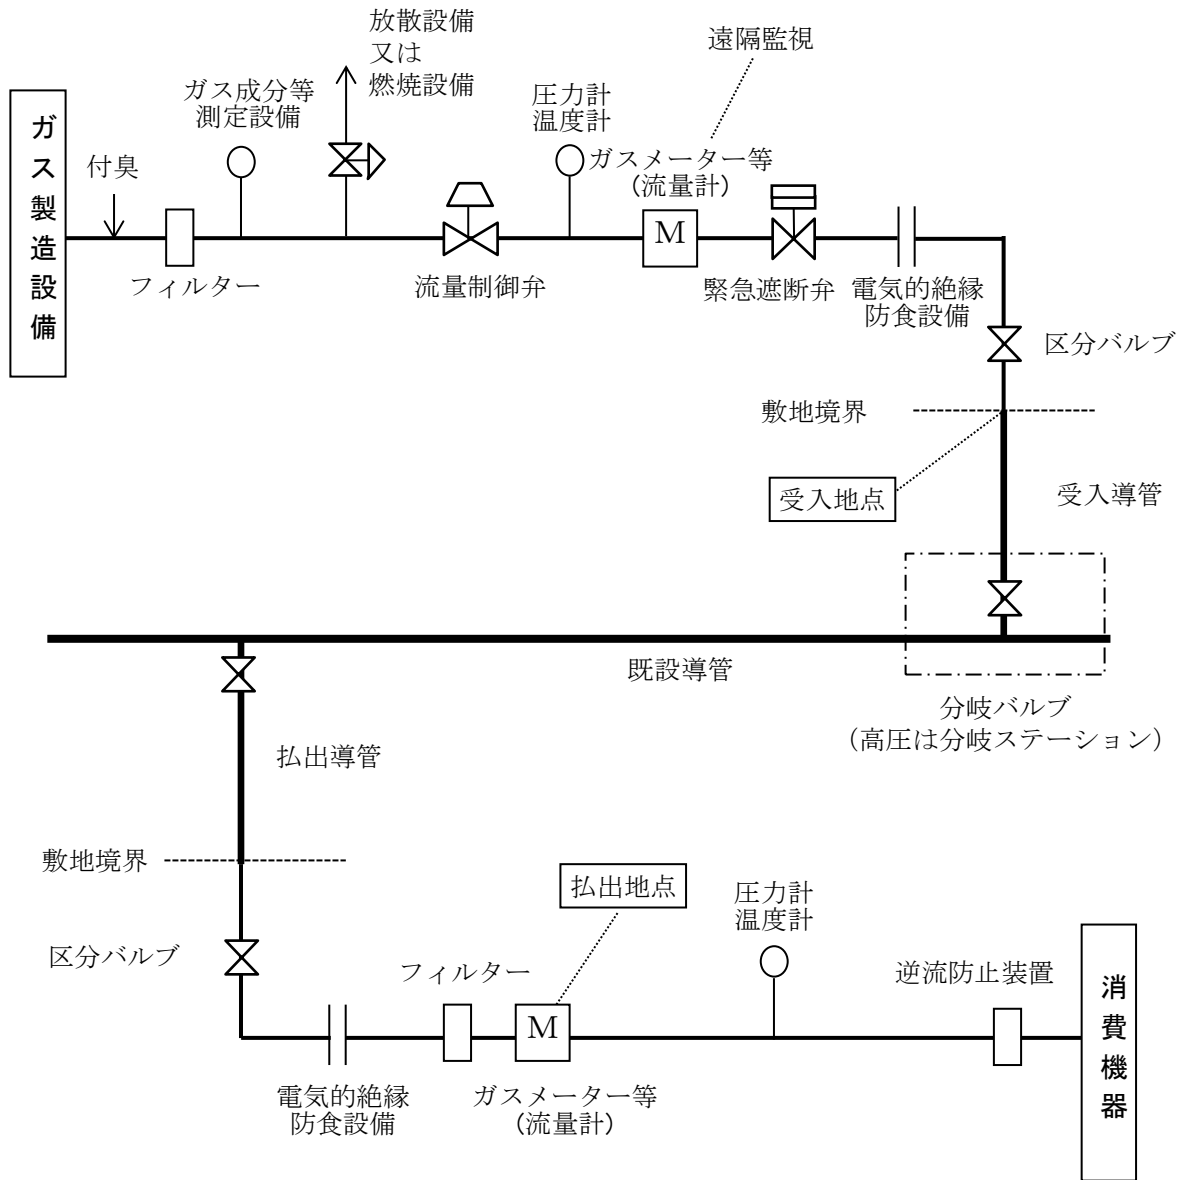 放散設備
又は
燃焼設備
遠隔監視
ガス成分等
測定設備
圧力計
温度計
ガスメーター等
（流量計）
ガス製造設備
付臭
M
フィルター
流量制御弁
緊急遮断弁
電気的絶縁
防食設備
区分バルブ
敷地境界
受入地点
受入導管
既設導管
分岐バルブ
（高圧は分岐ステーション）
払出導管
敷地境界
払出地点
圧力計
温度計
区分バルブ
フィルター
逆流防止装置
消費機器
M
電気的絶縁
防食設備
ガスメーター等
（流量計）